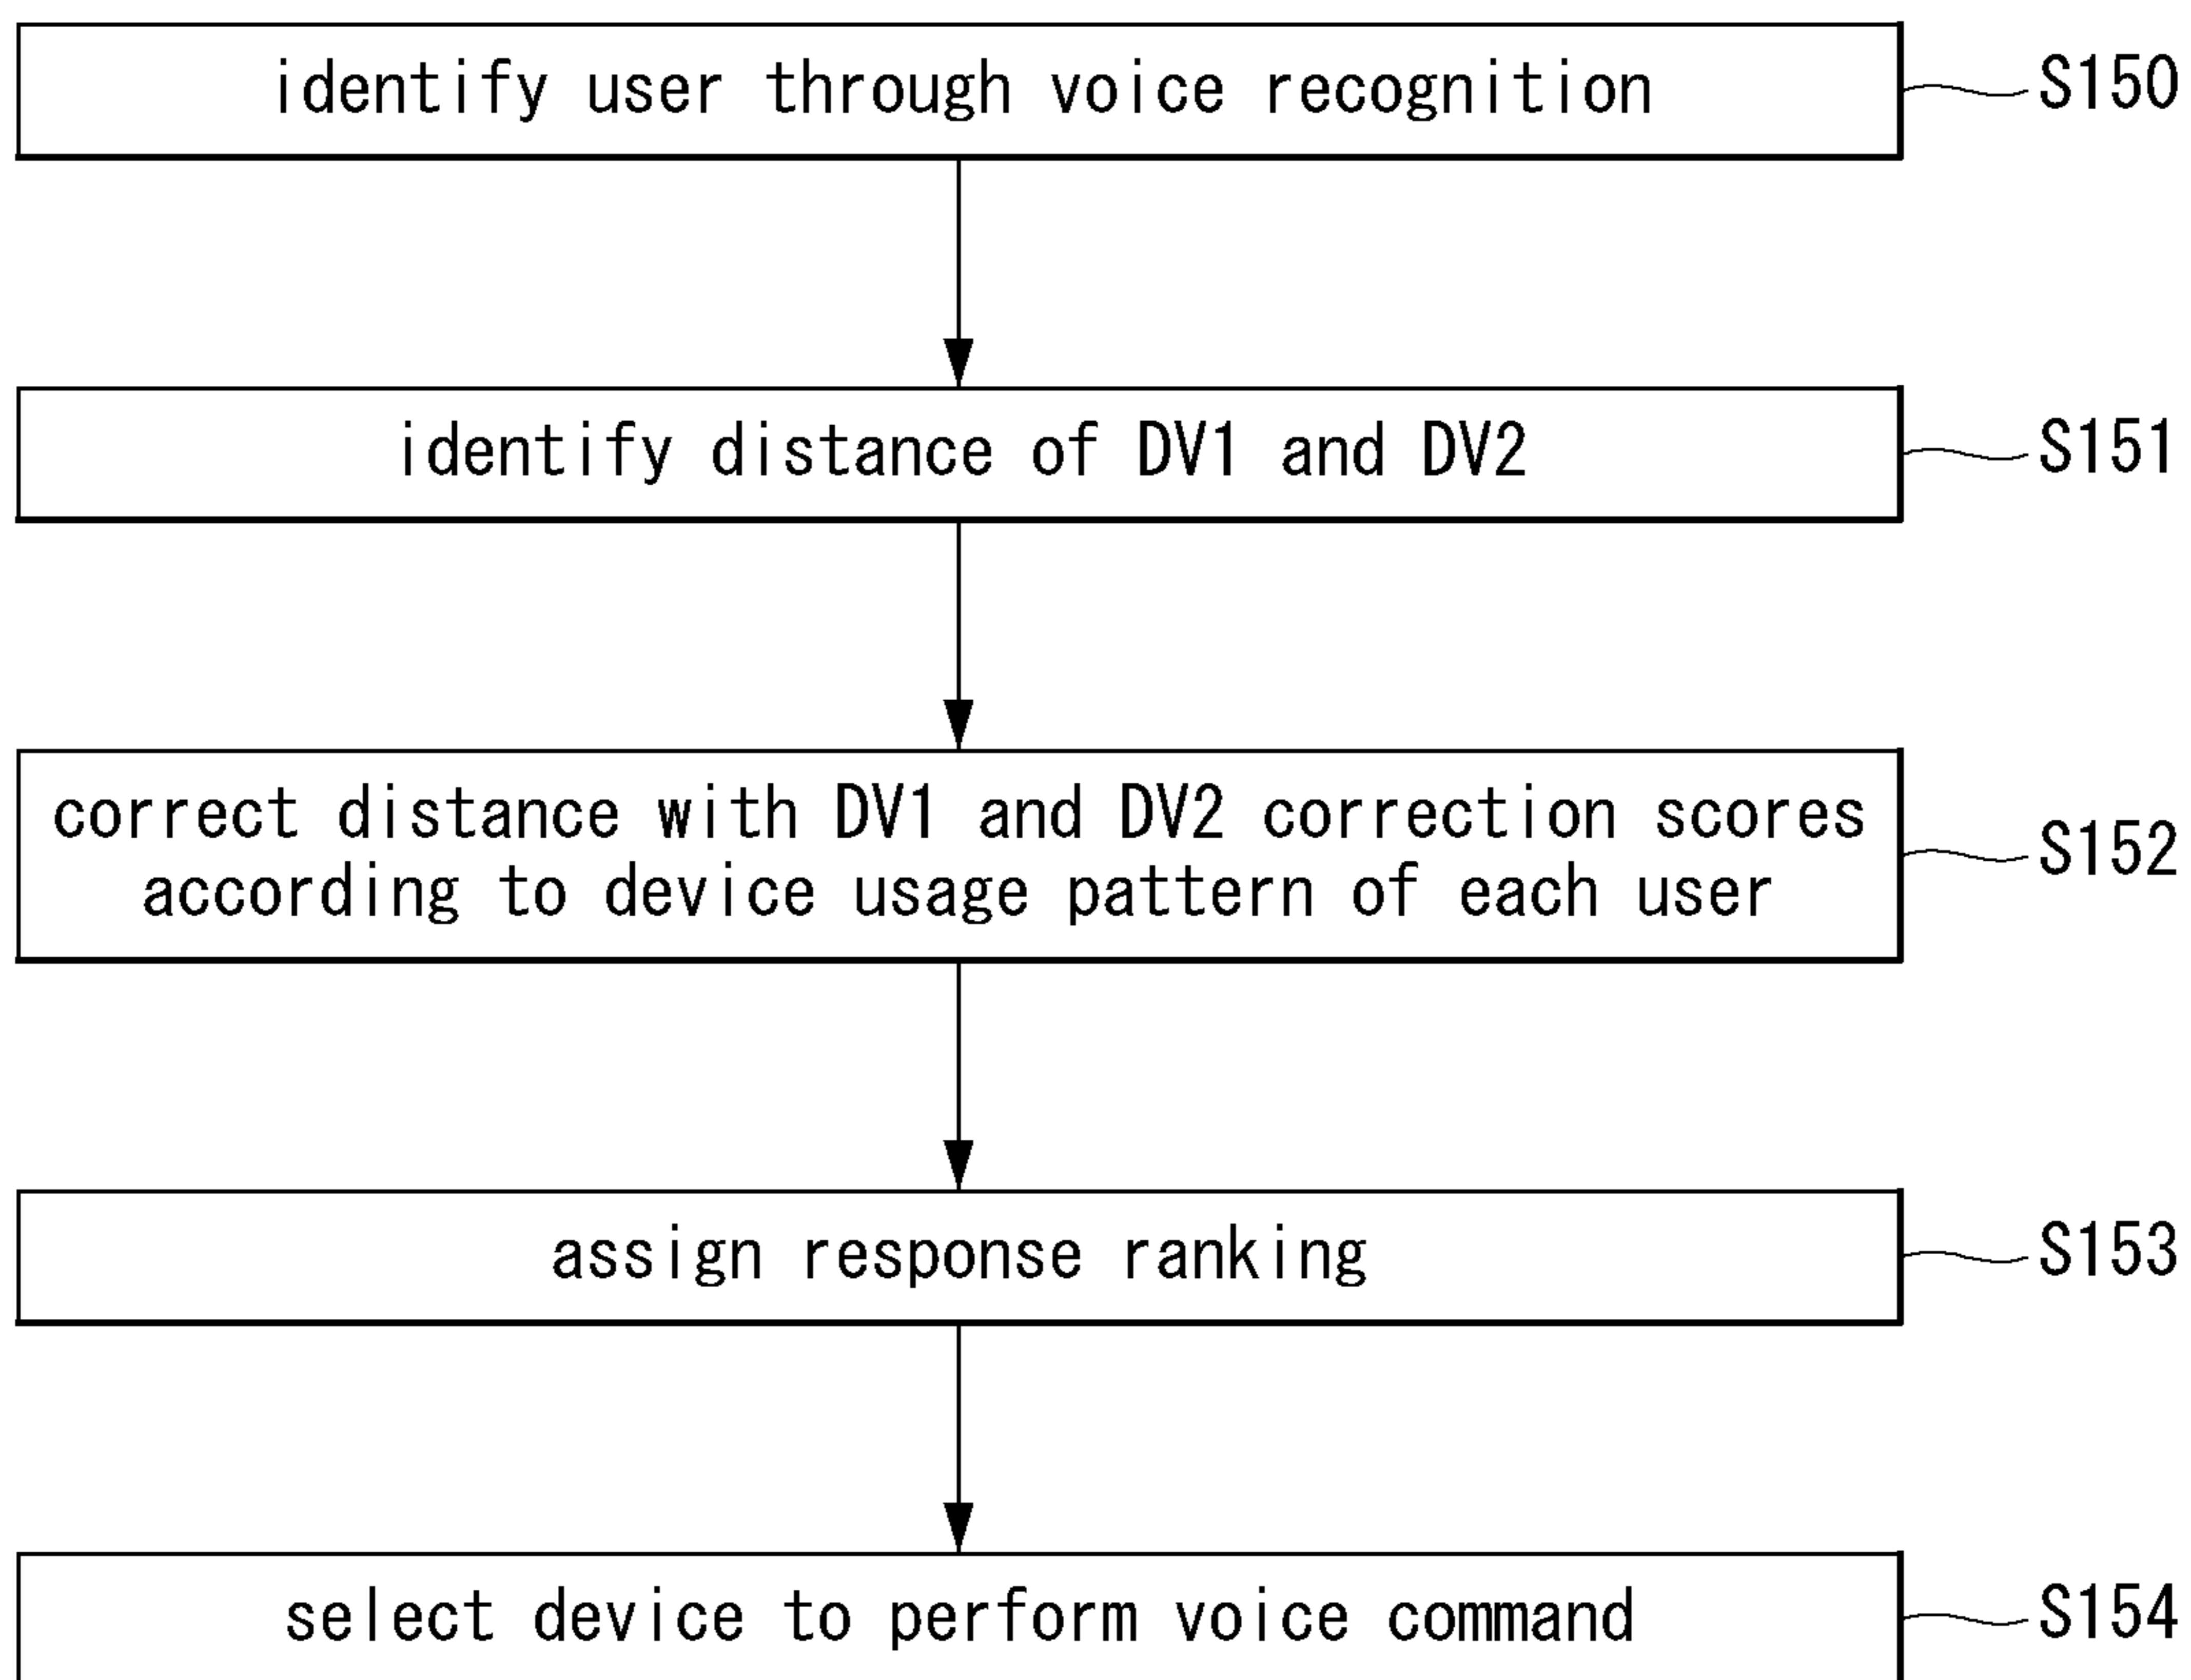 identify user through voice recognition
S150
identify distance of DV1 and DV2
S151
correct distance with DV1 and DV2 correction scores
according to device usage pattern of each user
S152
assign response ranking
S153
select device to perform voice command
S154